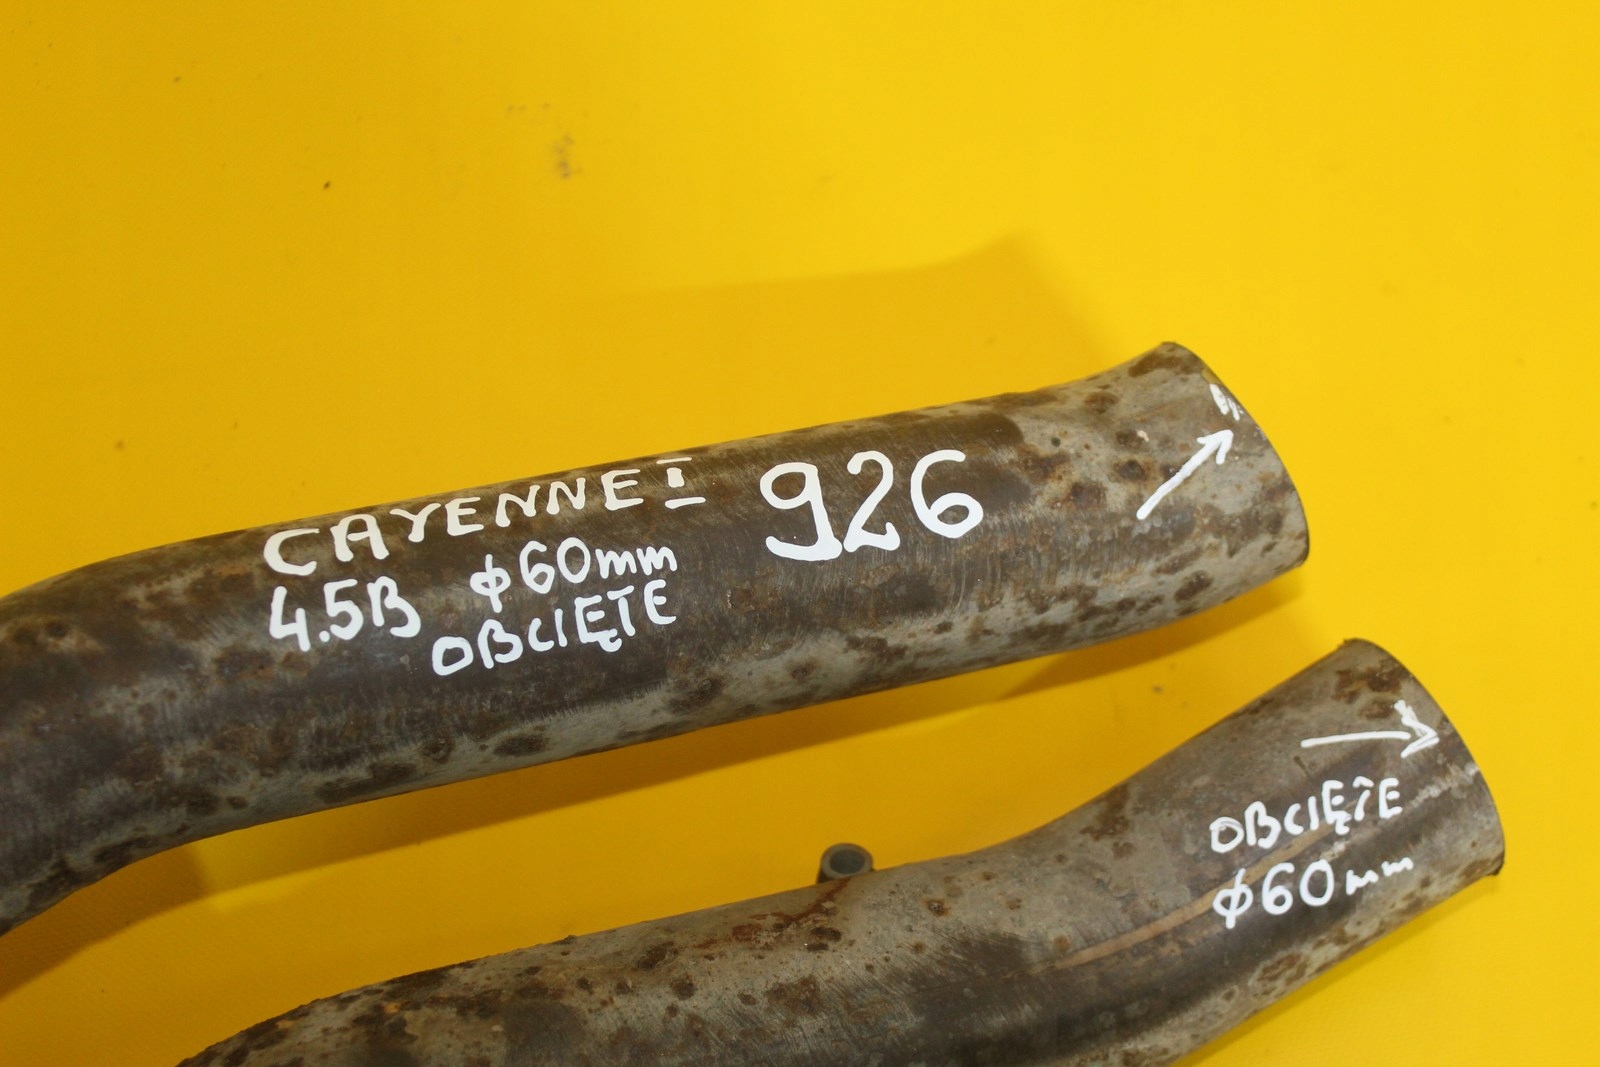 CAYENNE I 926
4.5B ϕ60mm
OBCIĘTE
OBCIĘTE
ϕ60mm